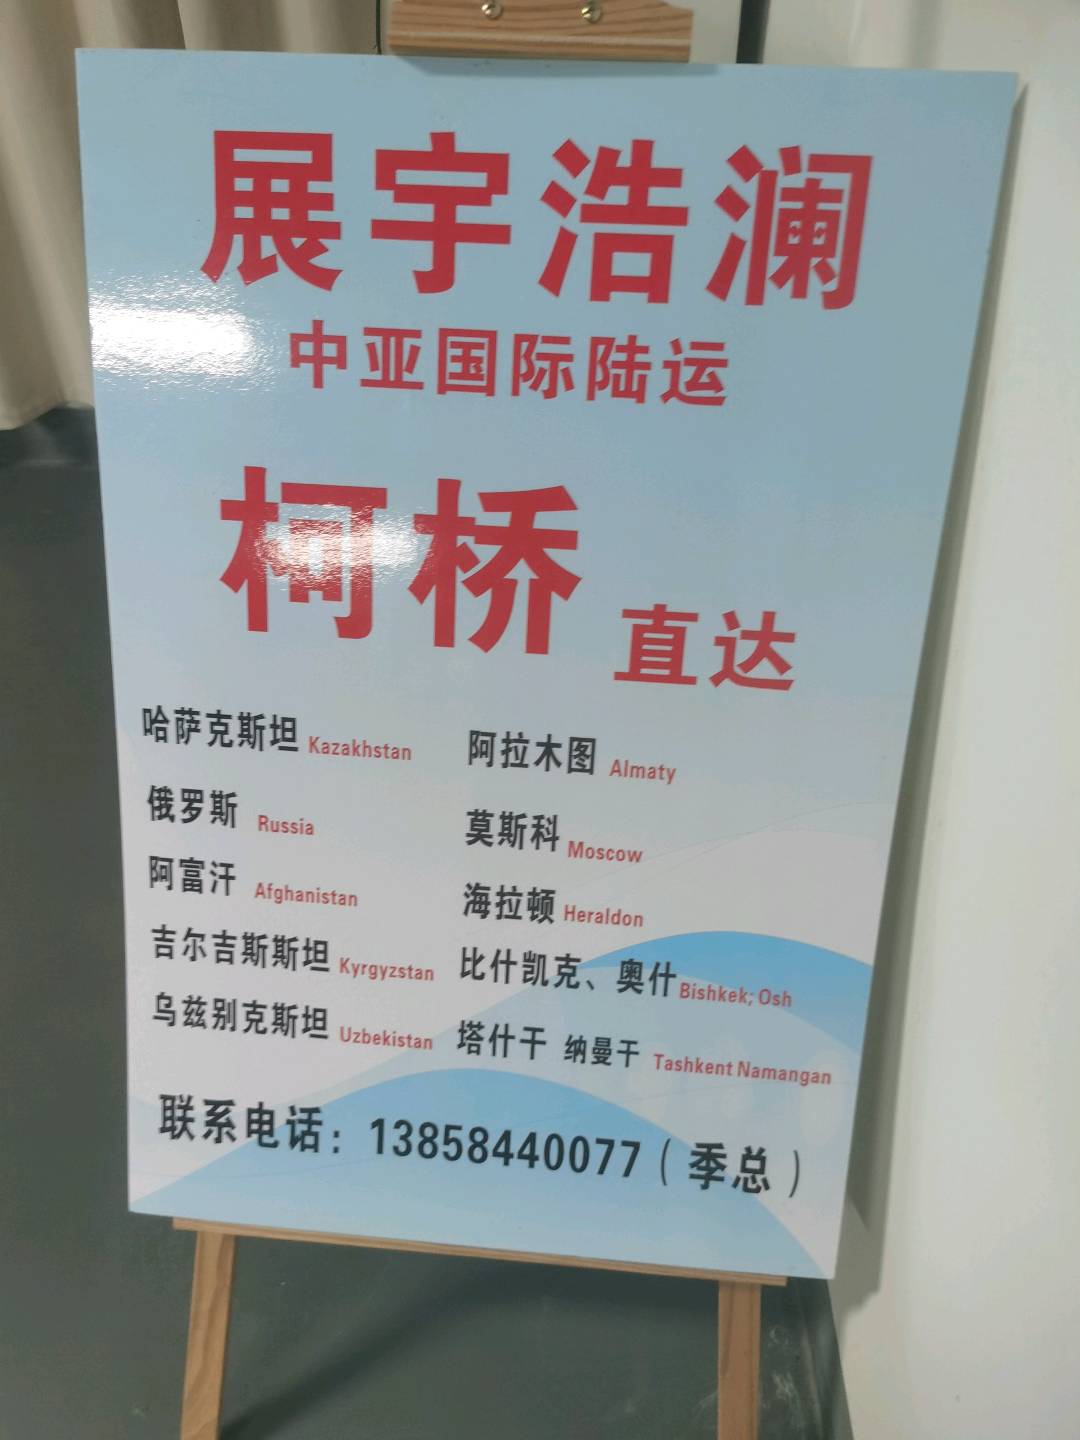 展宇浩澜
中亚国际陆运
柯桥 直达
哈萨克斯坦 Kazakhstan 阿拉木图 Almaty
俄罗斯 Russia 莫斯科 Moscow
阿富汗 Afghanistan 海拉顿 Heraldon
吉尔吉斯斯坦 Kyrgyzstan 比什凯克、奥什 Bishkek; Osh
乌兹别克斯坦 Uzbekistan 塔什干 纳曼干 Tashkent Namangan
联系电话：13858440077（季总）